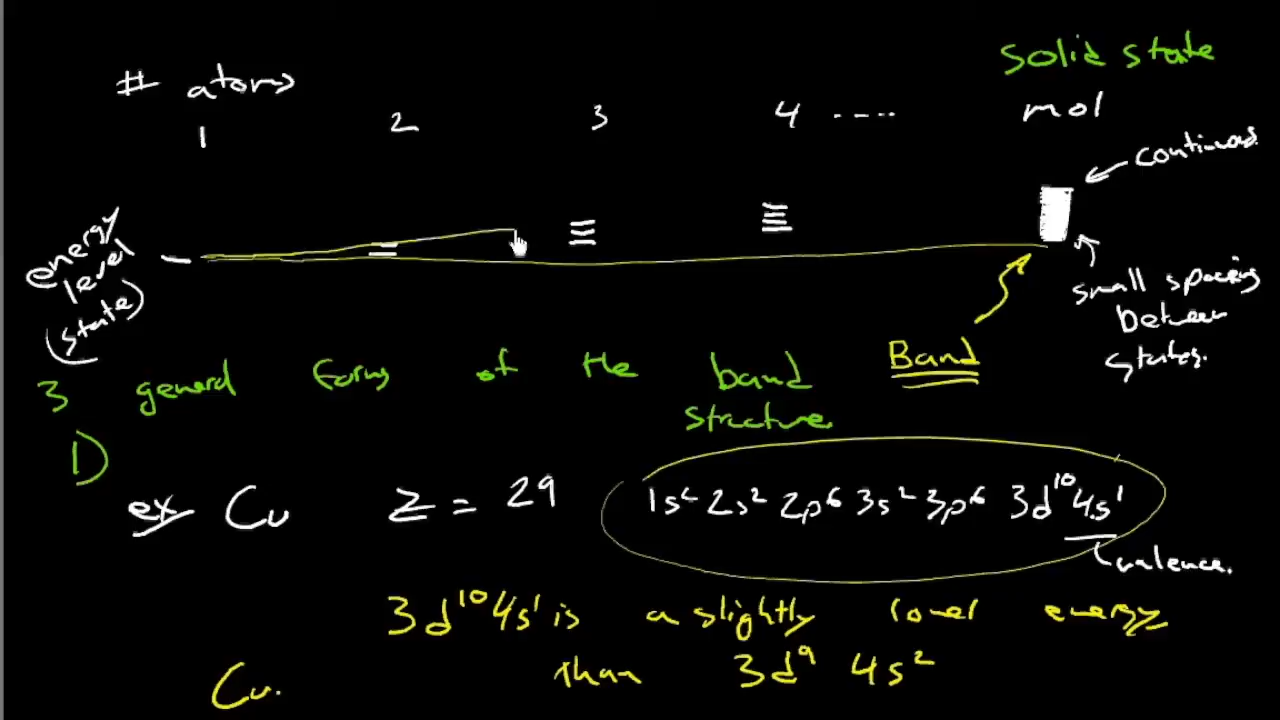 solid state
# atoms
1 2 3 4 ..... mol
continuous
energy level (state)
small spacing between states.
Band
3 general forms of the band structure
1)
ex Cu Z = 29 1s² 2s² 2p⁶ 3s² 3p⁶ 3d¹⁰ 4s¹
valence.
3d¹⁰ 4s¹ is a slightly lower energy
than 3d⁹ 4s²
Cu.